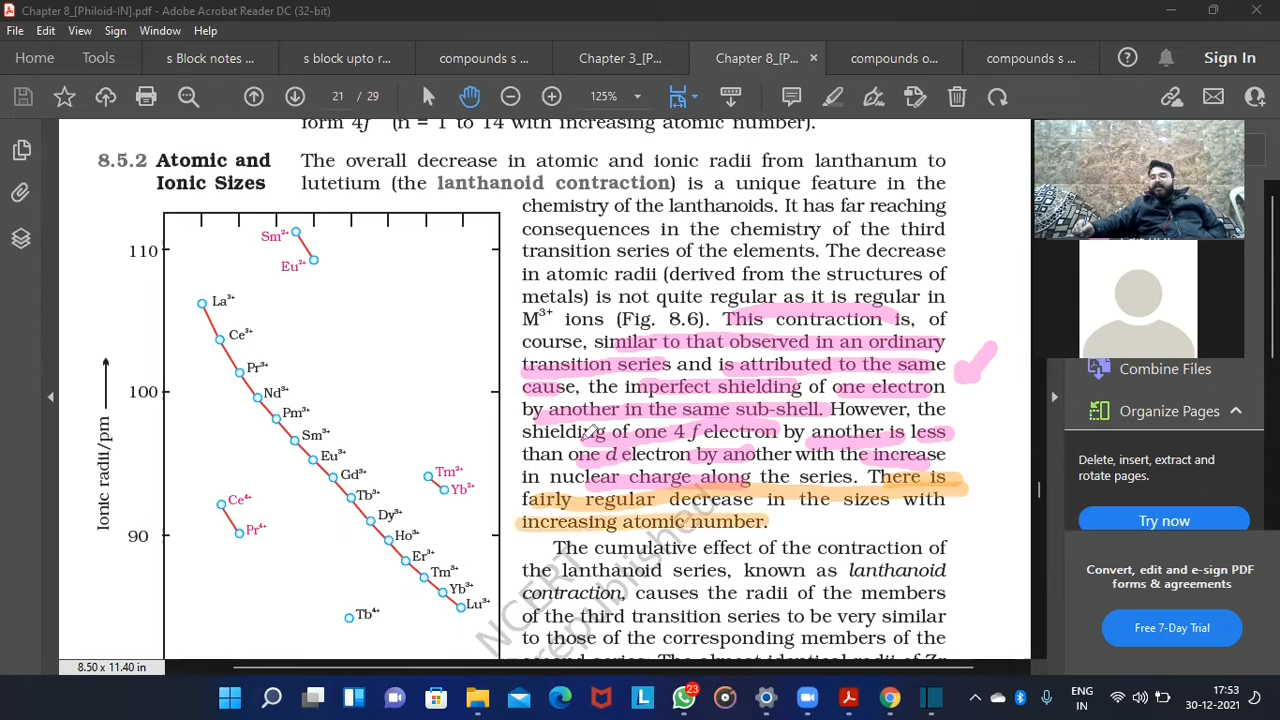 Chapter 8_[Philoid-IN].pdf - Adobe Acrobat Reader DC (32-bit)
File Edit View Sign Window Help
Home Tools s Block notes ... s block upto r... compounds s ... Chapter 3_[P... Chapter 8_[P... × compounds o... compounds s ... Sign In
21 / 29 125%
form 4f (n = 1 to 14 with increasing atomic number).
8.5.2 Atomic and
Ionic Sizes
The overall decrease in atomic and ionic radii from lanthanum to
lutetium (the lanthanoid contraction) is a unique feature in the
chemistry of the lanthanoids. It has far reaching
consequences in the chemistry of the third
transition series of the elements. The decrease
in atomic radii (derived from the structures of
metals) is not quite regular as it is regular in
M³⁺ ions (Fig. 8.6). This contraction is, of
course, similar to that observed in an ordinary
transition series and is attributed to the same
cause, the imperfect shielding of one electron
by another in the same sub-shell. However, the
shielding of one 4 f electron by another is less
than one d electron by another with the increase
in nuclear charge along the series. There is
fairly regular decrease in the sizes with
increasing atomic number.
The cumulative effect of the contraction of
the lanthanoid series, known as lanthanoid
contraction, causes the radii of the members
of the third transition series to be very similar
to those of the corresponding members of the
second series. The almost identical radii of Zr
110
100
90
Ionic radii/pm
Sm²⁺
Eu²⁺
La³⁺
Ce³⁺
Pr³⁺
Nd³⁺
Pm³⁺
Sm³⁺
Eu³⁺
Gd³⁺
Tb³⁺
Dy³⁺
Ho³⁺
Er³⁺
Tm³⁺
Yb³⁺
Lu³⁺
Tm²⁺
Yb²⁺
Ce⁴⁺
Pr⁴⁺
Tb⁴⁺
NCERT
republished
8.50 x 11.40 in
Combine Files
Organize Pages
Delete, insert, extract and
rotate pages.
Try now
Convert, edit and e-sign PDF
forms & agreements
Free 7-Day Trial
23
ENG
IN
17:53
30-12-2021